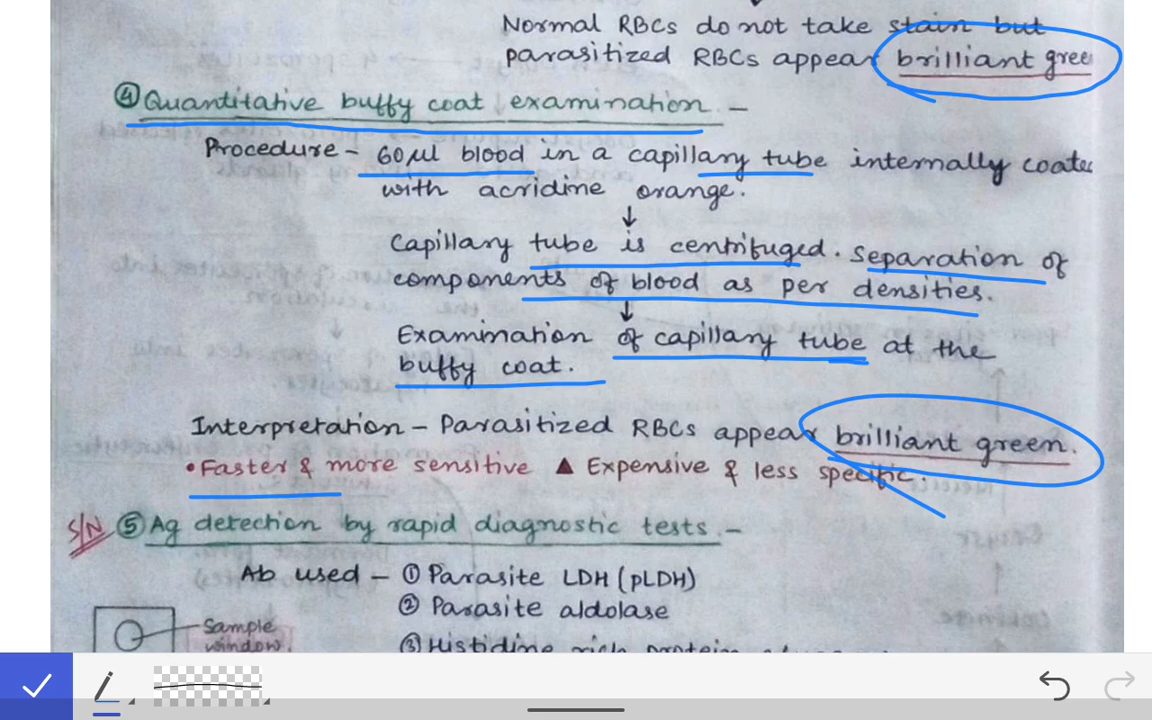 Normal RBCs do not take stain but
parasitized RBCs appear brilliant gree
④ Quantitative buffy coat examination –
Procedure – 60µl blood in a capillary tube internally coate
with acridine orange.
↓
Capillary tube is centrifuged. Separation of
components of blood as per densities.
↓
Examination of capillary tube at the
buffy coat.
Interpretation – Parasitized RBCs appear brilliant green.
• Faster & more sensitive ▲ Expensive & less specific.
S/N ⑤ Ag detection by rapid diagnostic tests –
Ab used – ① Parasite LDH (pLDH)
② Parasite aldolase
Sample
window.
③ Histidine rich protein